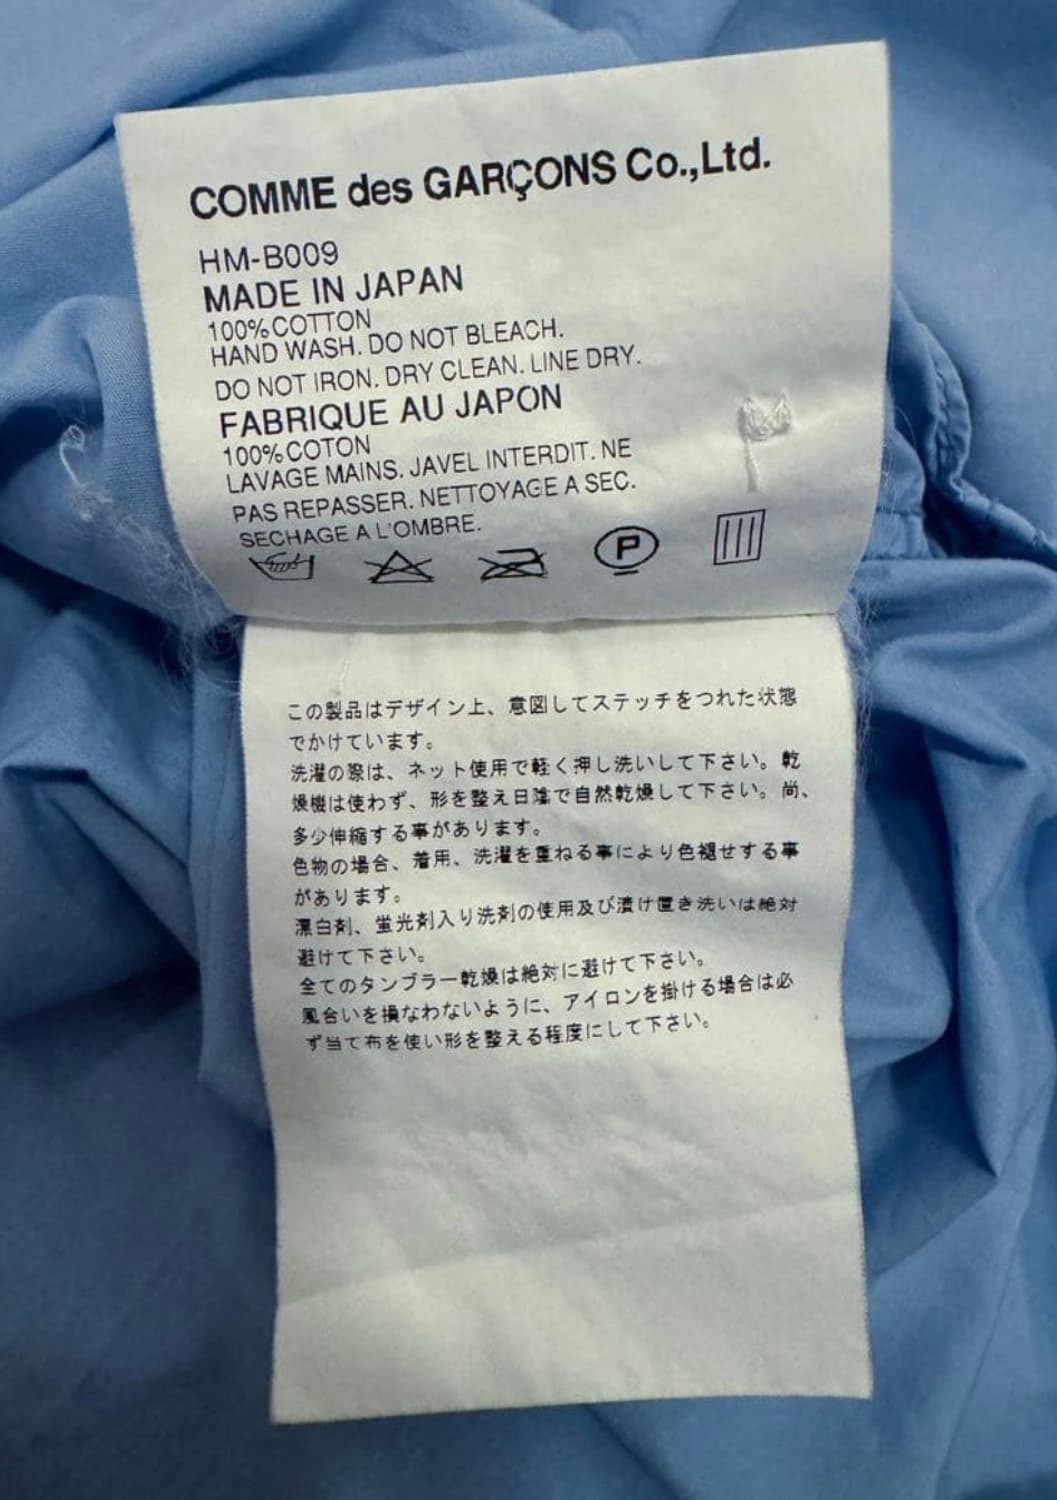 COMME des GARÇONS Co.,Ltd.
HM-B009
MADE IN JAPAN
100%COTTON
HAND WASH. DO NOT BLEACH.
DO NOT IRON. DRY CLEAN. LINE DRY.
FABRIQUE AU JAPON
100%COTON
LAVAGE MAINS. JAVEL INTERDIT. NE
PAS REPASSER. NETTOYAGE A SEC.
SECHAGE A L'OMBRE.
P
この製品はデザイン上、意図してステッチをつれた状態
でかけています。
洗濯の際は、ネット使用で軽く押し洗いして下さい。乾
燥機は使わず、形を整え日陰で自然乾燥して下さい。尚、
多少伸縮する事があります。
色物の場合、着用、洗濯を重ねる事により色褪せする事
があります。
漂白剤、蛍光剤入り洗剤の使用及び漬け置き洗いは絶対
避けて下さい。
全てのタンブラー乾燥は絶対に避けて下さい。
風合いを損なわないように、アイロンを掛ける場合は必
ず当て布を使い形を整える程度にして下さい。